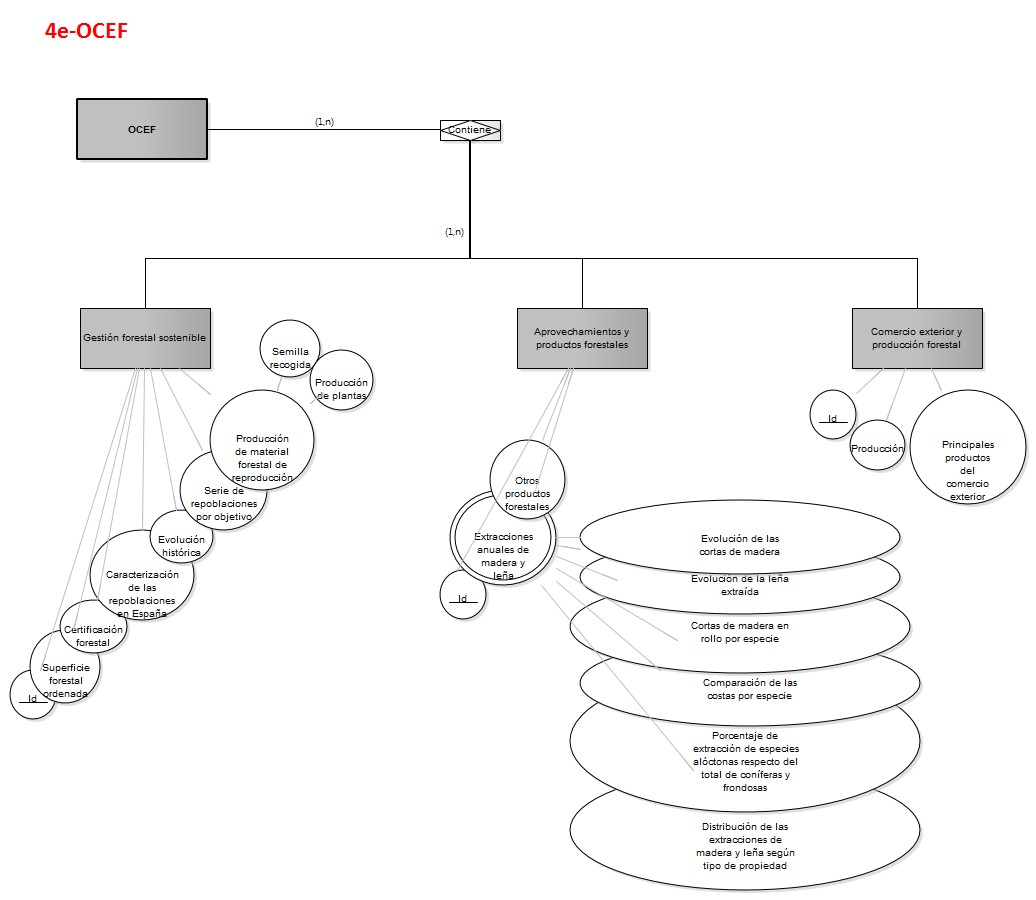 4e-OCEF
OCEF
(1,n)
Contiene
(1,n)
Gestión forestal sostenible
Aprovechamientos y
productos forestales
Comercio exterior y
producción forestal
Semilla
recogida
Producción
de plantas
Producción
de material
forestal de
reproducción
Serie de
repoblaciones
por objetivo
Evolución
histórica
Caracterización
de las
repoblaciones
en España
Certificación
forestal
Superficie
forestal
ordenada
Id
Otros
productos
forestales
Extracciones
anuales de
madera y
leña
Id
Evolución de las
cortas de madera
Evolución de la leña
extraída
Cortas de madera en
rollo por especie
Comparación de las
costas por especie
Porcentaje de
extracción de especies
alóctonas respecto del
total de coníferas y
frondosas
Distribución de las
extracciones de
madera y leña según
tipo de propiedad
Id
Producción
Principales
productos
del
comercio
exterior